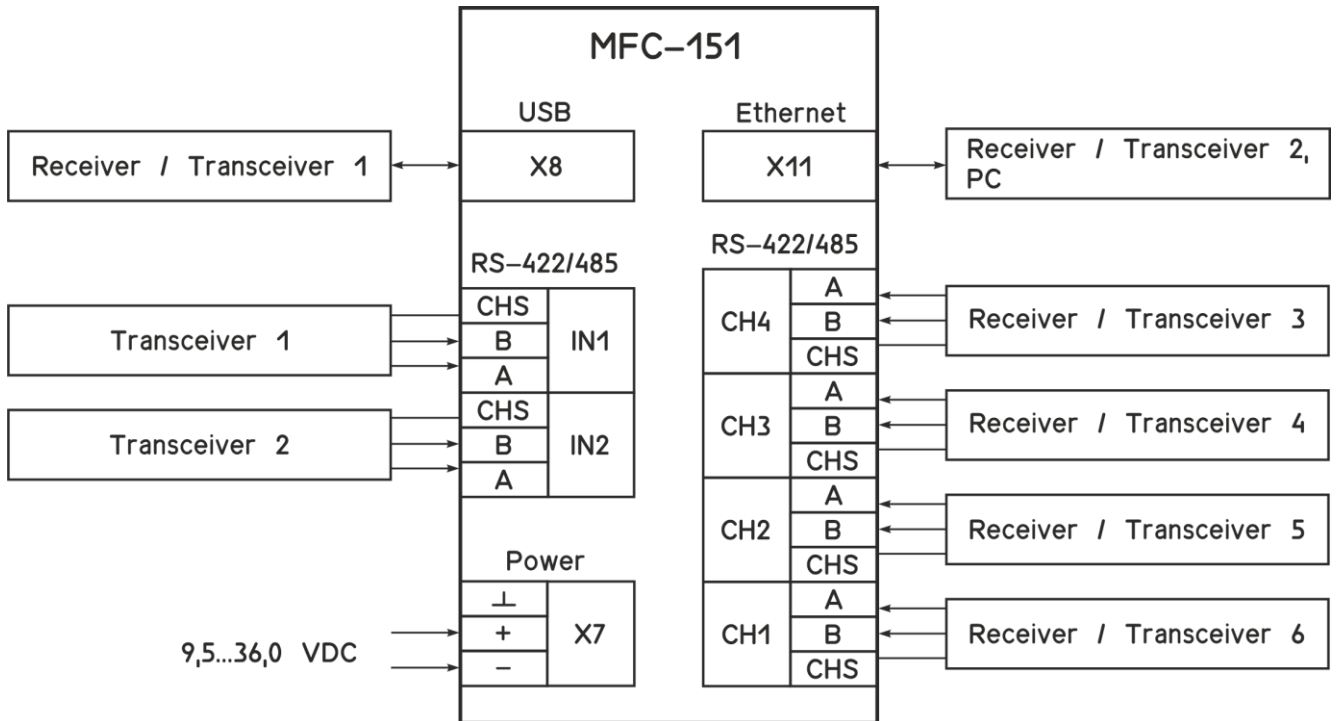 MFC–151
USB
Ethernet
Receiver / Transceiver 1
X8
X11
Receiver / Transceiver 2,
PC
RS–422/485
RS–422/485
Transceiver 1
CHS
B
A
IN1
Transceiver 2
CHS
B
A
IN2
CH4
A
B
CHS
Receiver / Transceiver 3
CH3
A
B
CHS
Receiver / Transceiver 4
CH2
A
B
CHS
Receiver / Transceiver 5
CH1
A
B
CHS
Receiver / Transceiver 6
Power
9,5...36,0 VDC
⊥
+
–
X7